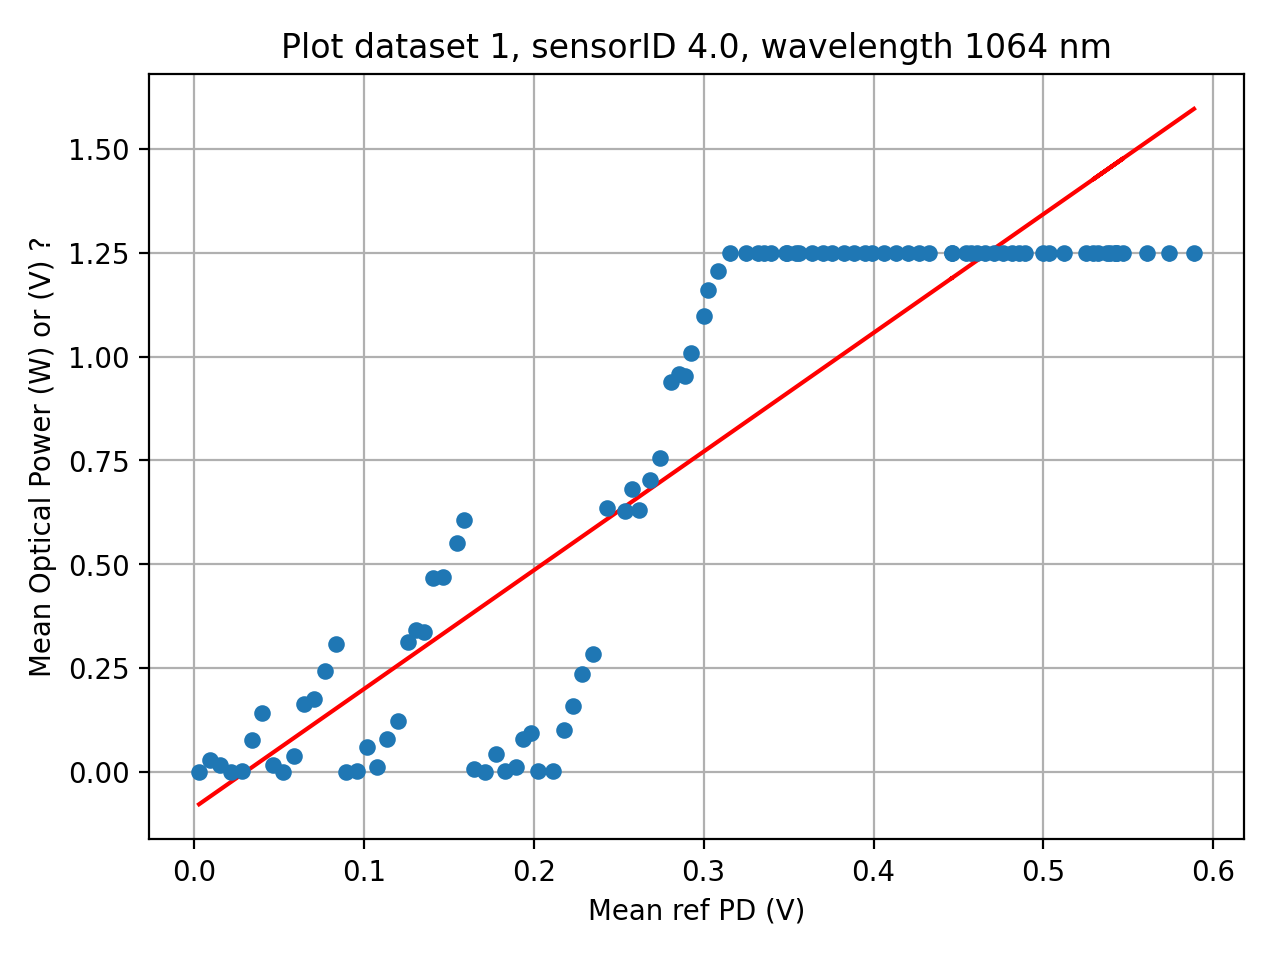 Plot dataset 1, sensorID 4.0, wavelength 1064 nm
Mean Optical Power (W) or (V) ?
1.50
1.25
1.00
0.75
0.50
0.25
0.00
0.0 0.1 0.2 0.3 0.4 0.5 0.6
Mean ref PD (V)